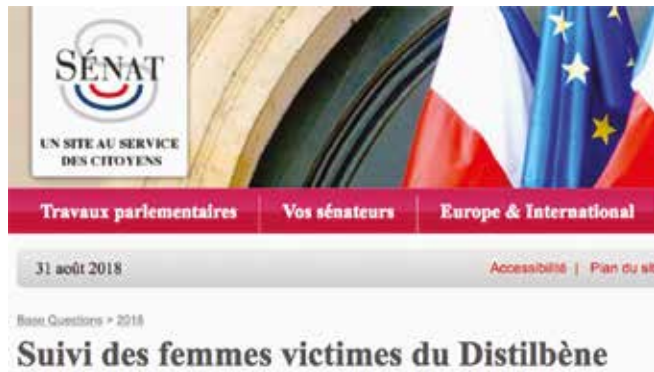 SÉNAT
UN SITE AU SERVICE
DES CITOYENS
Travaux parlementaires Vos sénateurs Europe & International
31 août 2018 Accessibilité | Plan du sit
Base Questions > 2018
Suivi des femmes victimes du Distilbène